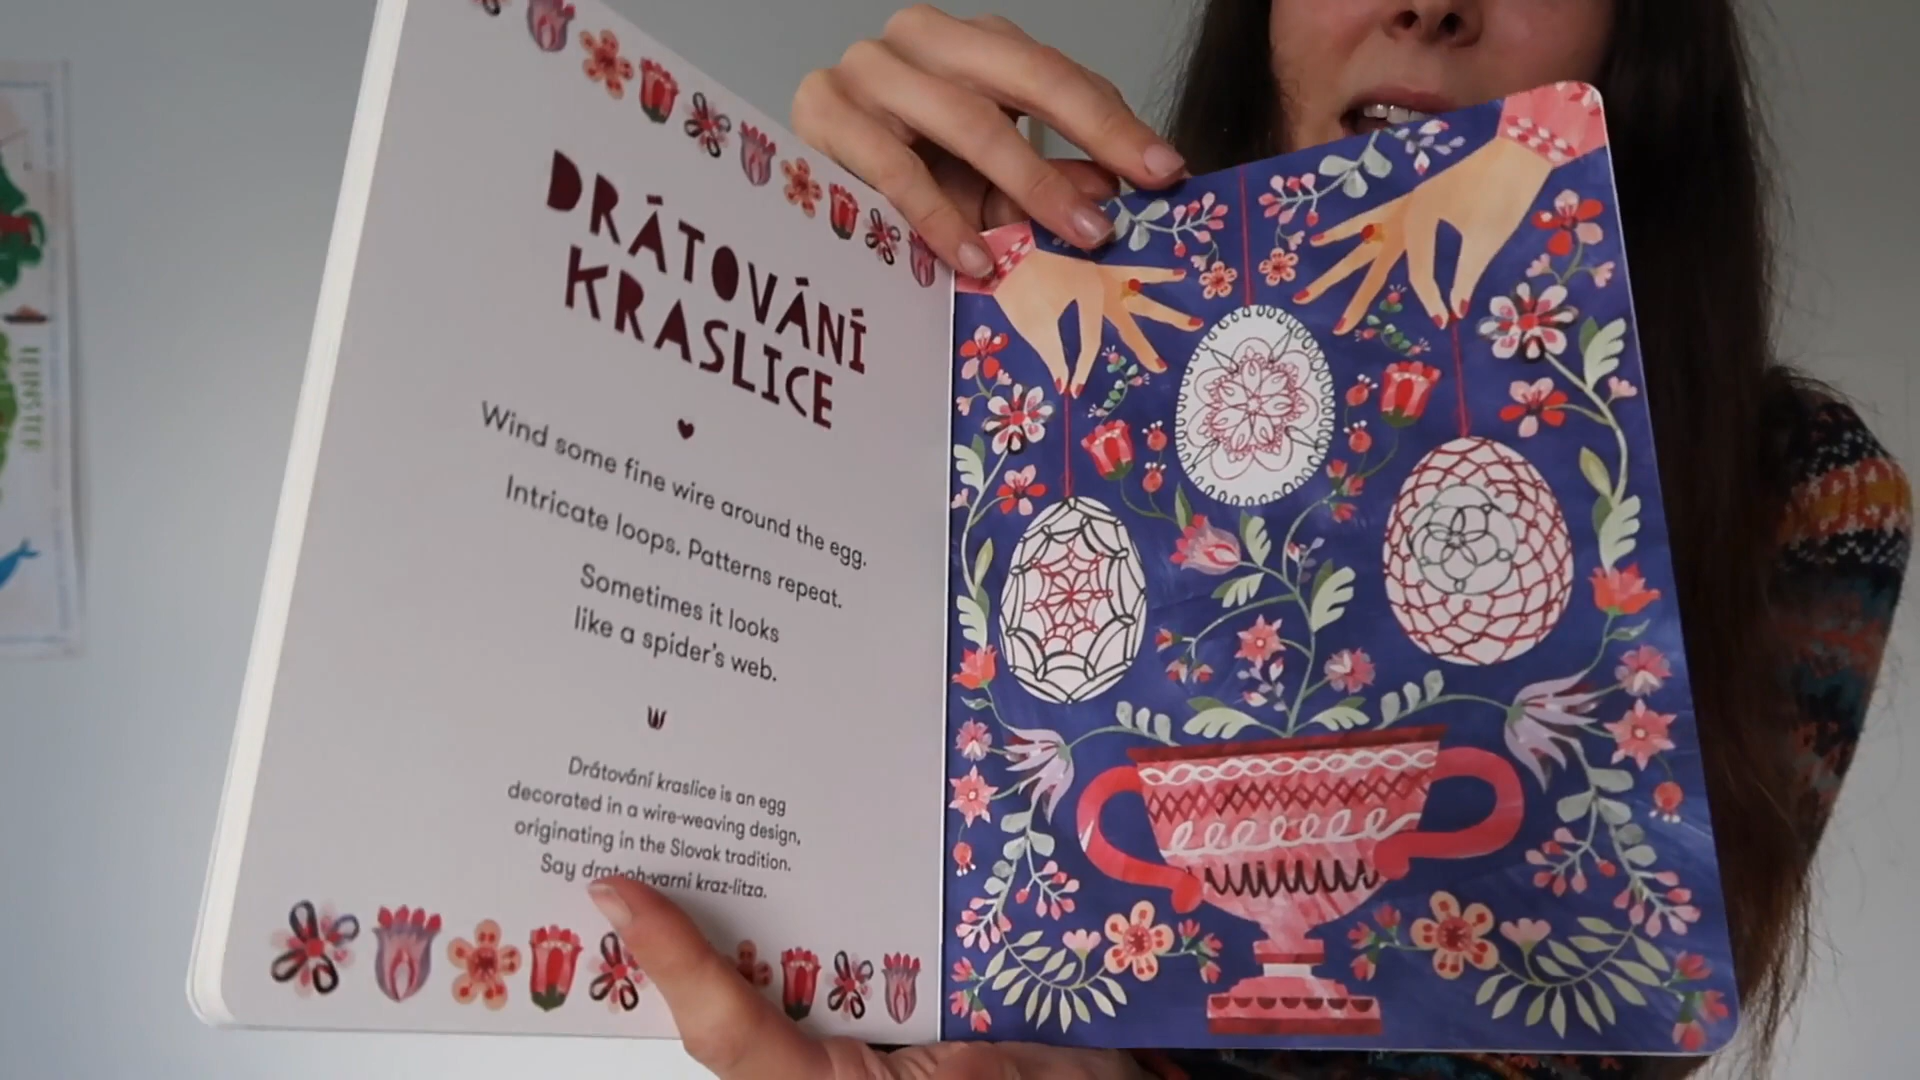 DRÁTOVÁNÍ
KRASLICE
Wind some fine wire around the egg.
Intricate loops. Patterns repeat.
Sometimes it looks
like a spider's web.
Drátování kraslice is an egg
decorated in a wire-weaving design,
originating in the Slovak tradition.
Say drat-oh-varni kraz-litza.